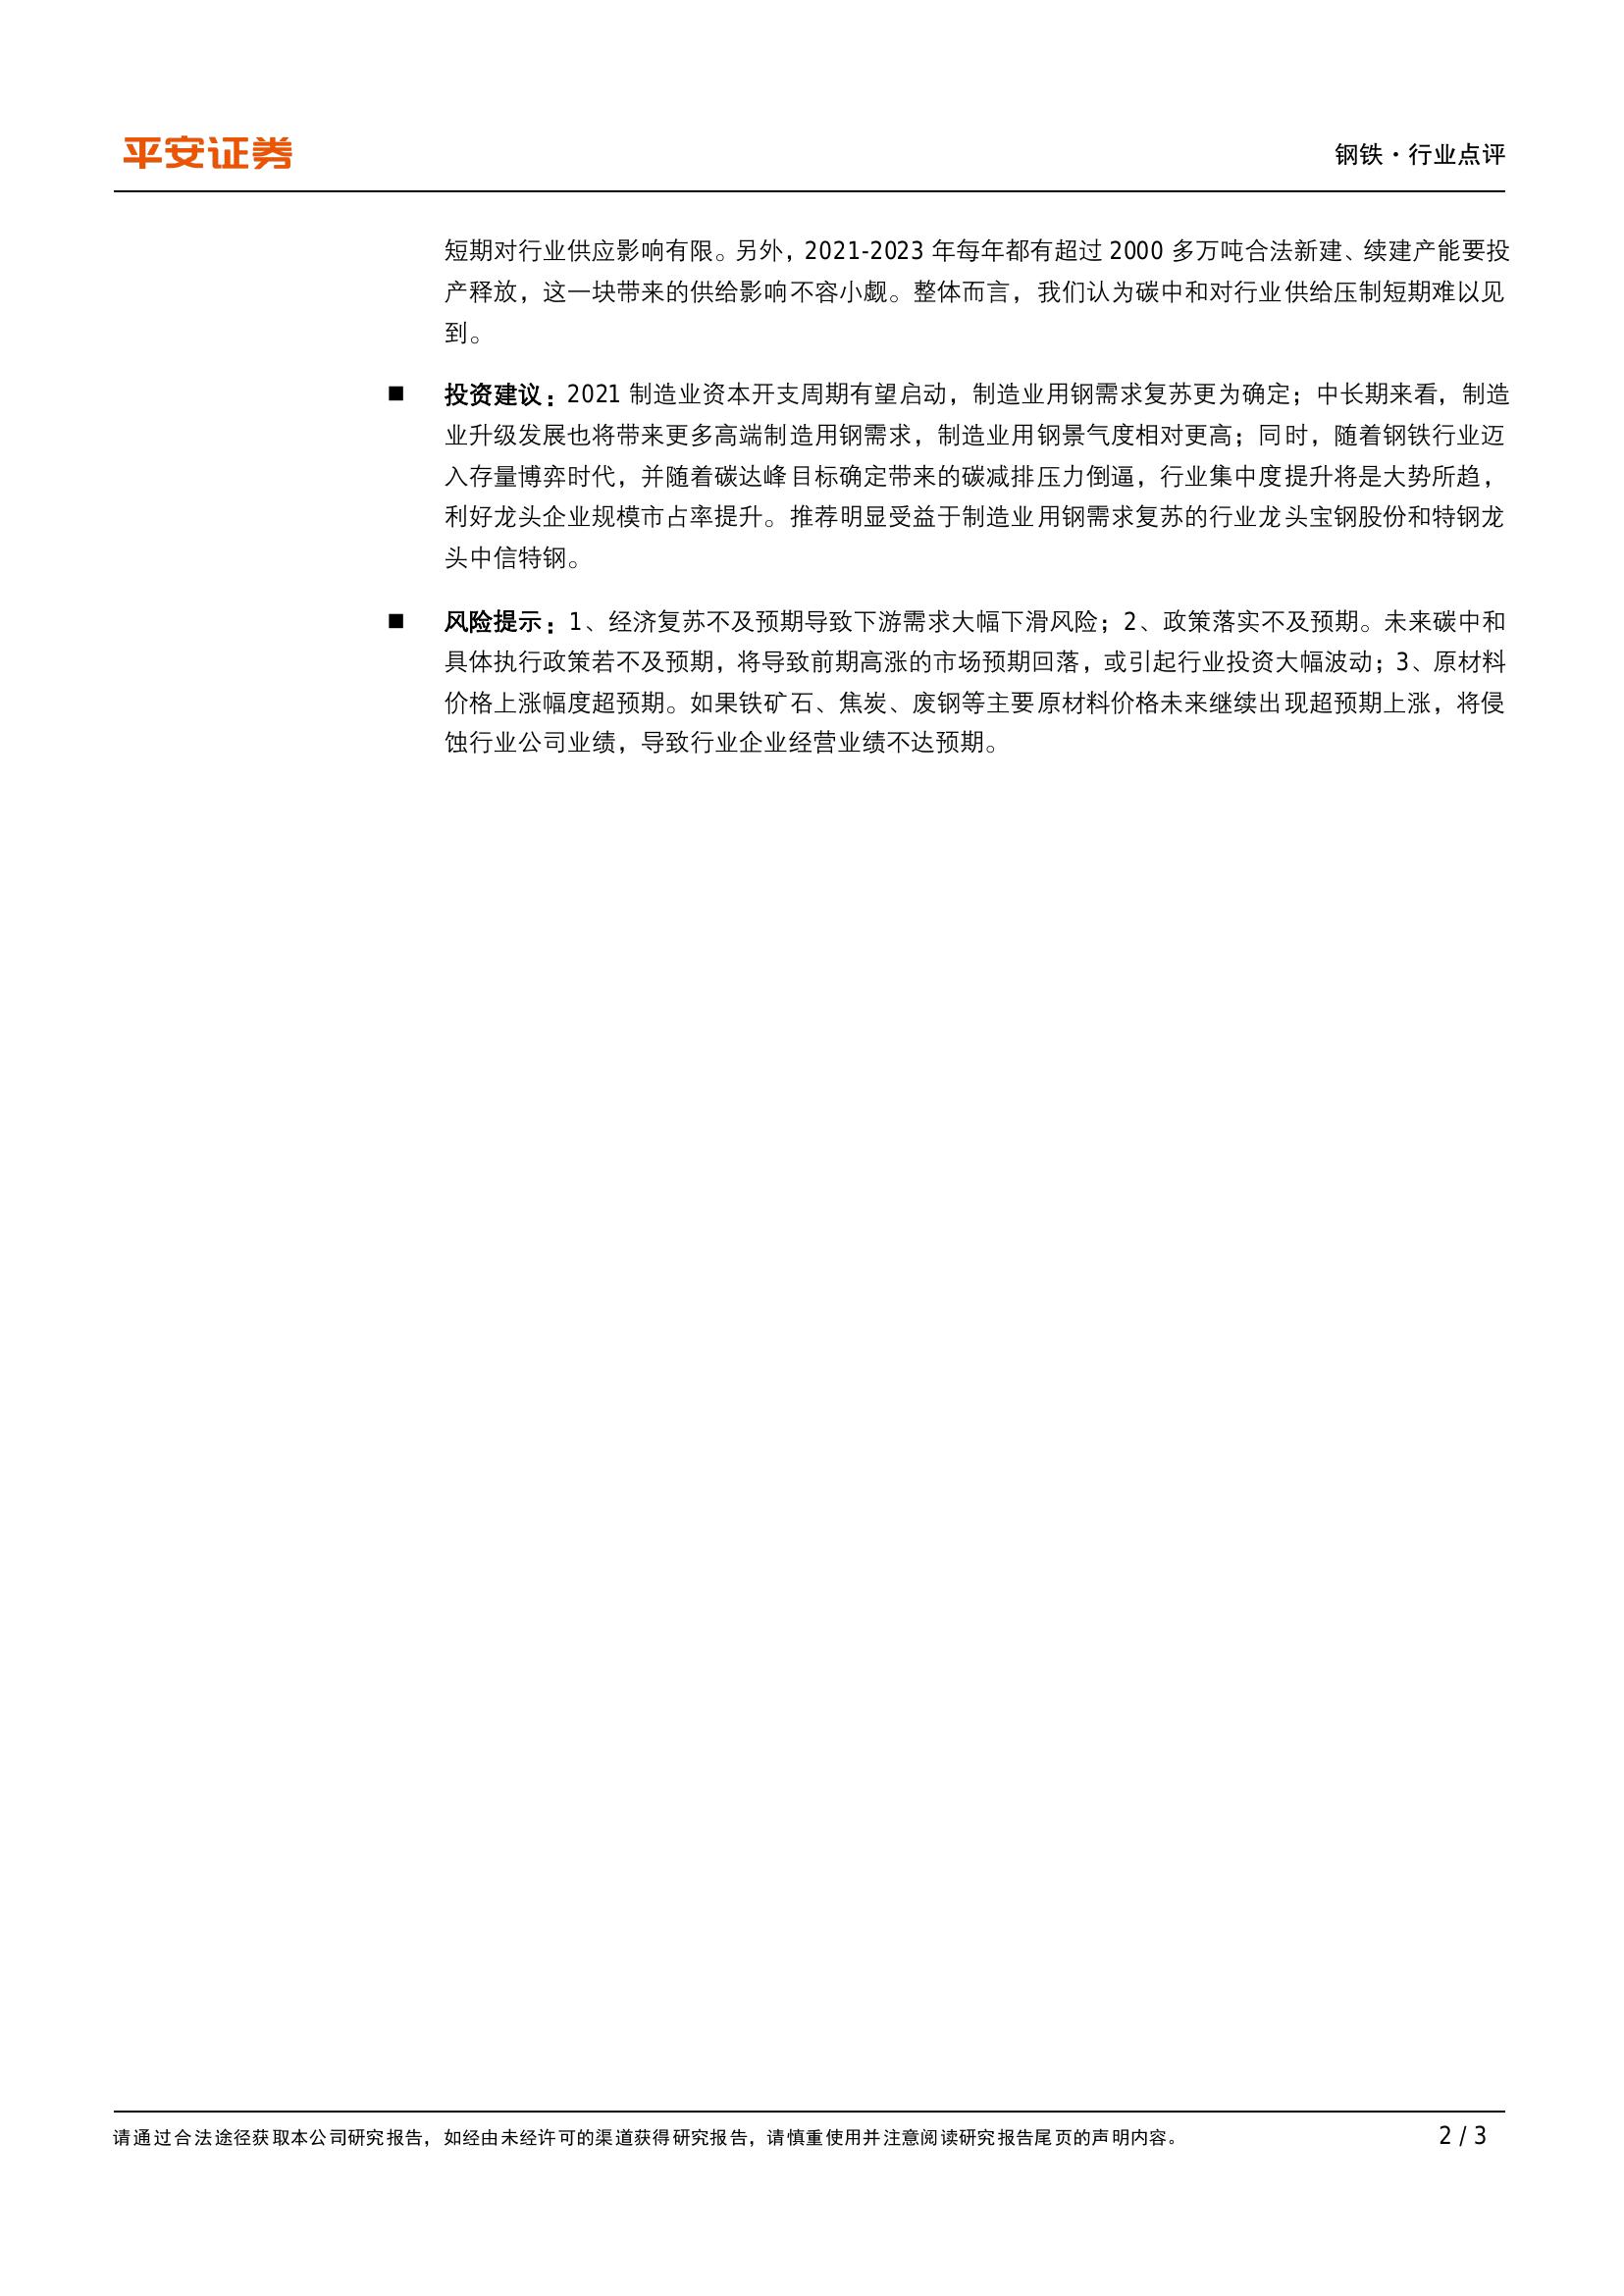 平安证券
钢铁·行业点评
短期对行业供应影响有限。另外，2021-2023 年每年都有超过 2000 多万吨合法新建、续建产能要投
产释放，这一块带来的供给影响不容小觑。整体而言，我们认为碳中和对行业供给压制短期难以见
到。
■ 投资建议：2021 制造业资本开支周期有望启动，制造业用钢需求复苏更为确定；中长期来看，制造
业升级发展也将带来更多高端制造用钢需求，制造业用钢景气度相对更高；同时，随着钢铁行业迈
入存量博弈时代，并随着碳达峰目标确定带来的碳减排压力倒逼，行业集中度提升将是大势所趋，
利好龙头企业规模市占率提升。推荐明显受益于制造业用钢需求复苏的行业龙头宝钢股份和特钢龙
头中信特钢。
■ 风险提示：1、经济复苏不及预期导致下游需求大幅下滑风险；2、政策落实不及预期。未来碳中和
具体执行政策若不及预期，将导致前期高涨的市场预期回落，或引起行业投资大幅波动；3、原材料
价格上涨幅度超预期。如果铁矿石、焦炭、废钢等主要原材料价格未来继续出现超预期上涨，将侵
蚀行业公司业绩，导致行业企业经营业绩不达预期。
请通过合法途径获取本公司研究报告，如经由未经许可的渠道获得研究报告，请慎重使用并注意阅读研究报告尾页的声明内容。
2 / 3